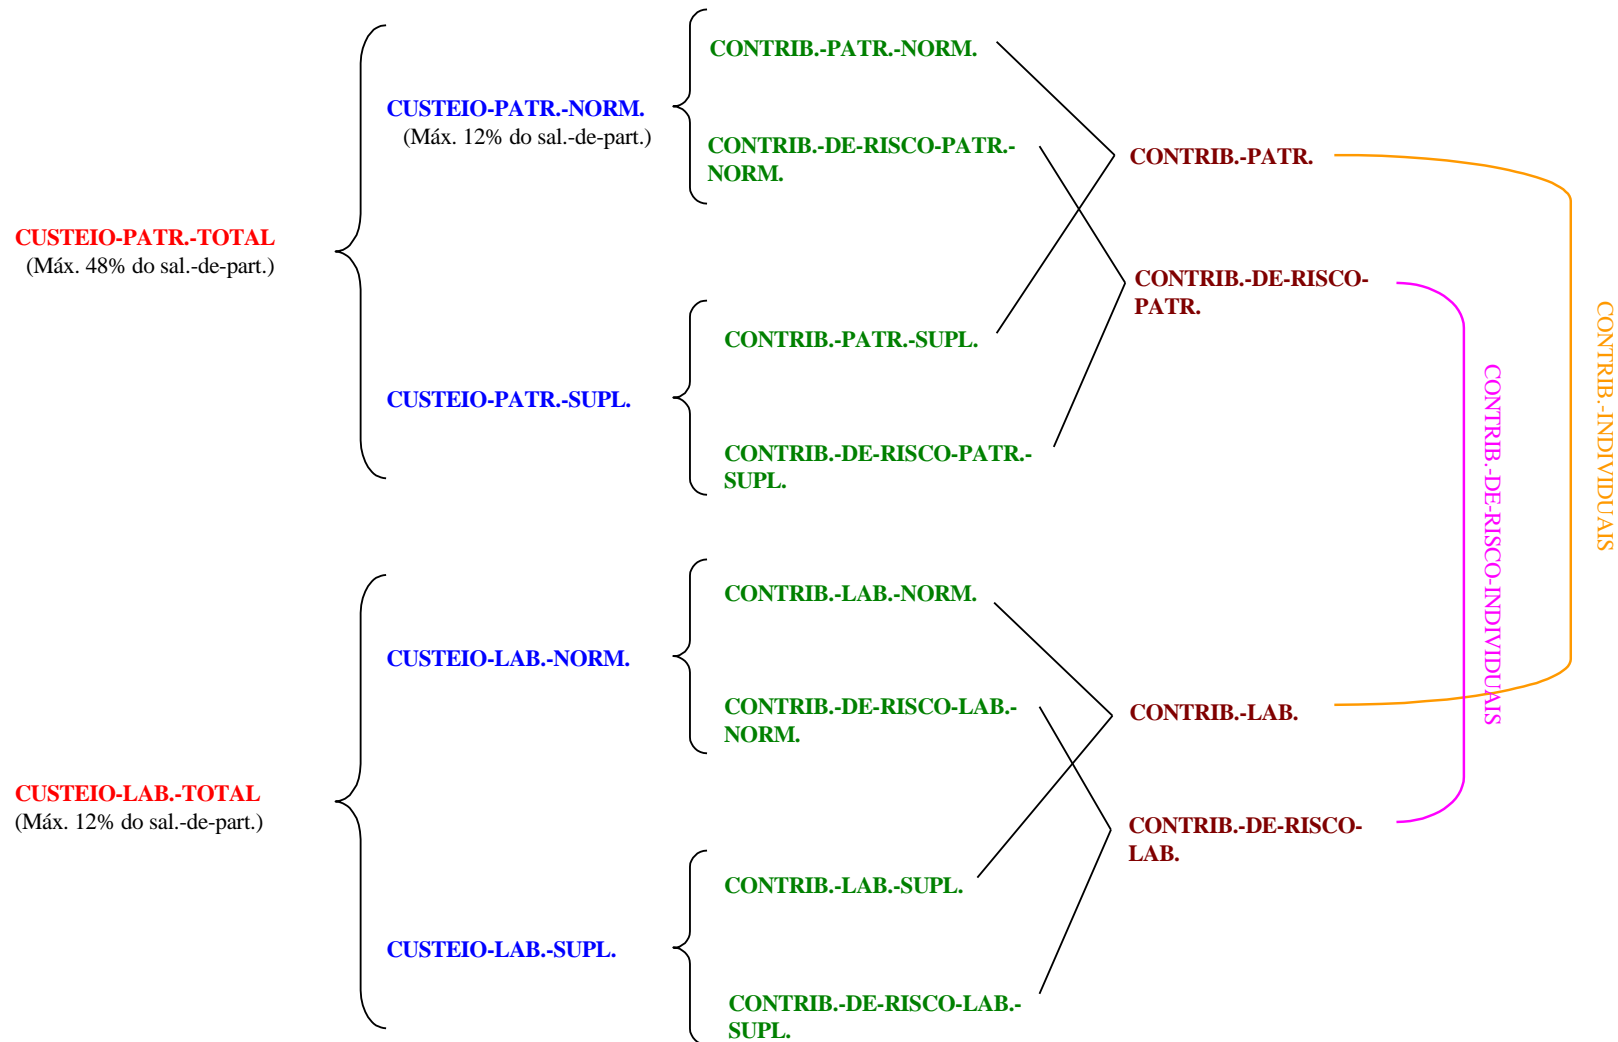 CONTRIB.-PATR.-NORM.
CUSTEIO-PATR.-NORM.
(Máx. 12% do sal.-de-part.)
CONTRIB.-DE-RISCO-PATR.-
NORM.
CONTRIB.-PATR.
CUSTEIO-PATR.-TOTAL
(Máx. 48% do sal.-de-part.)
CONTRIB.-DE-RISCO-
PATR.
CONTRIB.-PATR.-SUPL.
CUSTEIO-PATR.-SUPL.
CONTRIB.-DE-RISCO-PATR.-
SUPL.
CONTRIB.-DE-RISCO-INDIVIDUAIS
CONTRIB.-INDIVIDUAIS
CONTRIB.-LAB.-NORM.
CUSTEIO-LAB.-NORM.
CONTRIB.-DE-RISCO-LAB.-
NORM.
CONTRIB.-LAB.
CUSTEIO-LAB.-TOTAL
(Máx. 12% do sal.-de-part.)
CONTRIB.-DE-RISCO-
LAB.
CONTRIB.-LAB.-SUPL.
CUSTEIO-LAB.-SUPL.
CONTRIB.-DE-RISCO-LAB.-
SUPL.